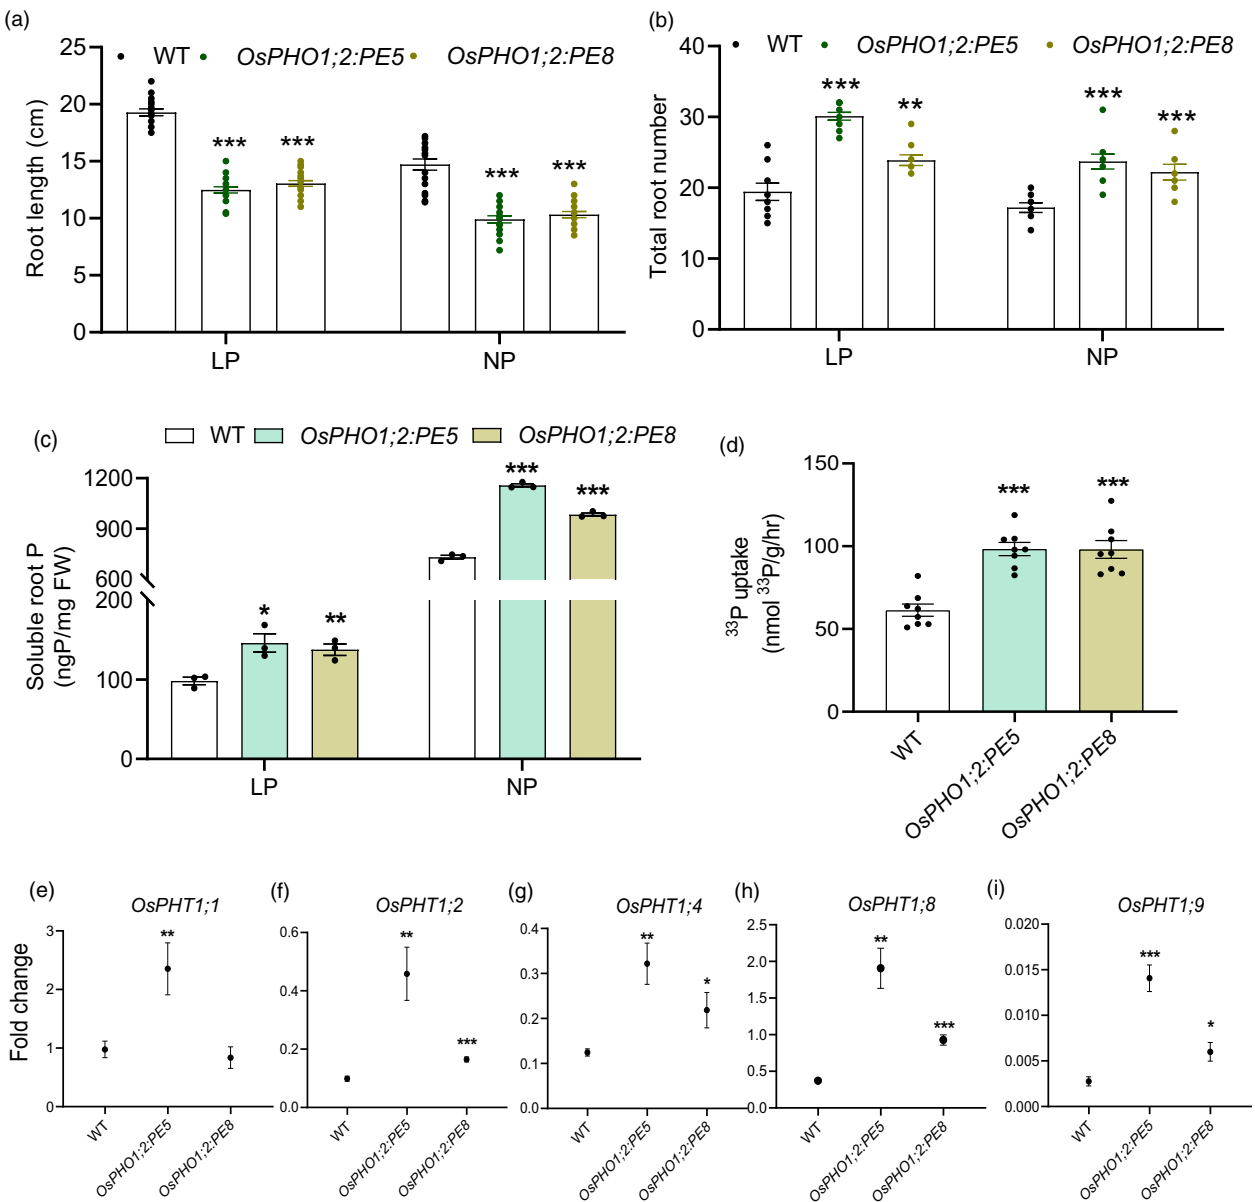 (a)
WT OsPHO1;2:PE5 OsPHO1;2:PE8
Root length (cm)
25
20
15
10
5
0
*** ***
*** ***
LP NP
(b)
WT OsPHO1;2:PE5 OsPHO1;2:PE8
Total root number
40
30
20
10
0
*** **
*** ***
LP NP
(c)
WT OsPHO1;2:PE5 OsPHO1;2:PE8
Soluble root P
(ngP/mg FW)
1200
900
600
200
100
0
* **
*** ***
LP NP
(d)
33P uptake
(nmol 33P/g/hr)
150
100
50
0
*** ***
WT
OsPHO1;2:PE5
OsPHO1;2:PE8
(e)
OsPHT1;1
Fold change
3
2
1
0
**
WT
OsPHO1;2:PE5
OsPHO1;2:PE8
(f)
OsPHT1;2
0.6
0.4
0.2
0.0
** ***
WT
OsPHO1;2:PE5
OsPHO1;2:PE8
(g)
OsPHT1;4
0.4
0.3
0.2
0.1
0.0
** *
WT
OsPHO1;2:PE5
OsPHO1;2:PE8
(h)
OsPHT1;8
2.5
2.0
1.5
1.0
0.5
0.0
** ***
WT
OsPHO1;2:PE5
OsPHO1;2:PE8
(i)
OsPHT1;9
0.020
0.015
0.010
0.005
0.000
*** *
WT
OsPHO1;2:PE5
OsPHO1;2:PE8